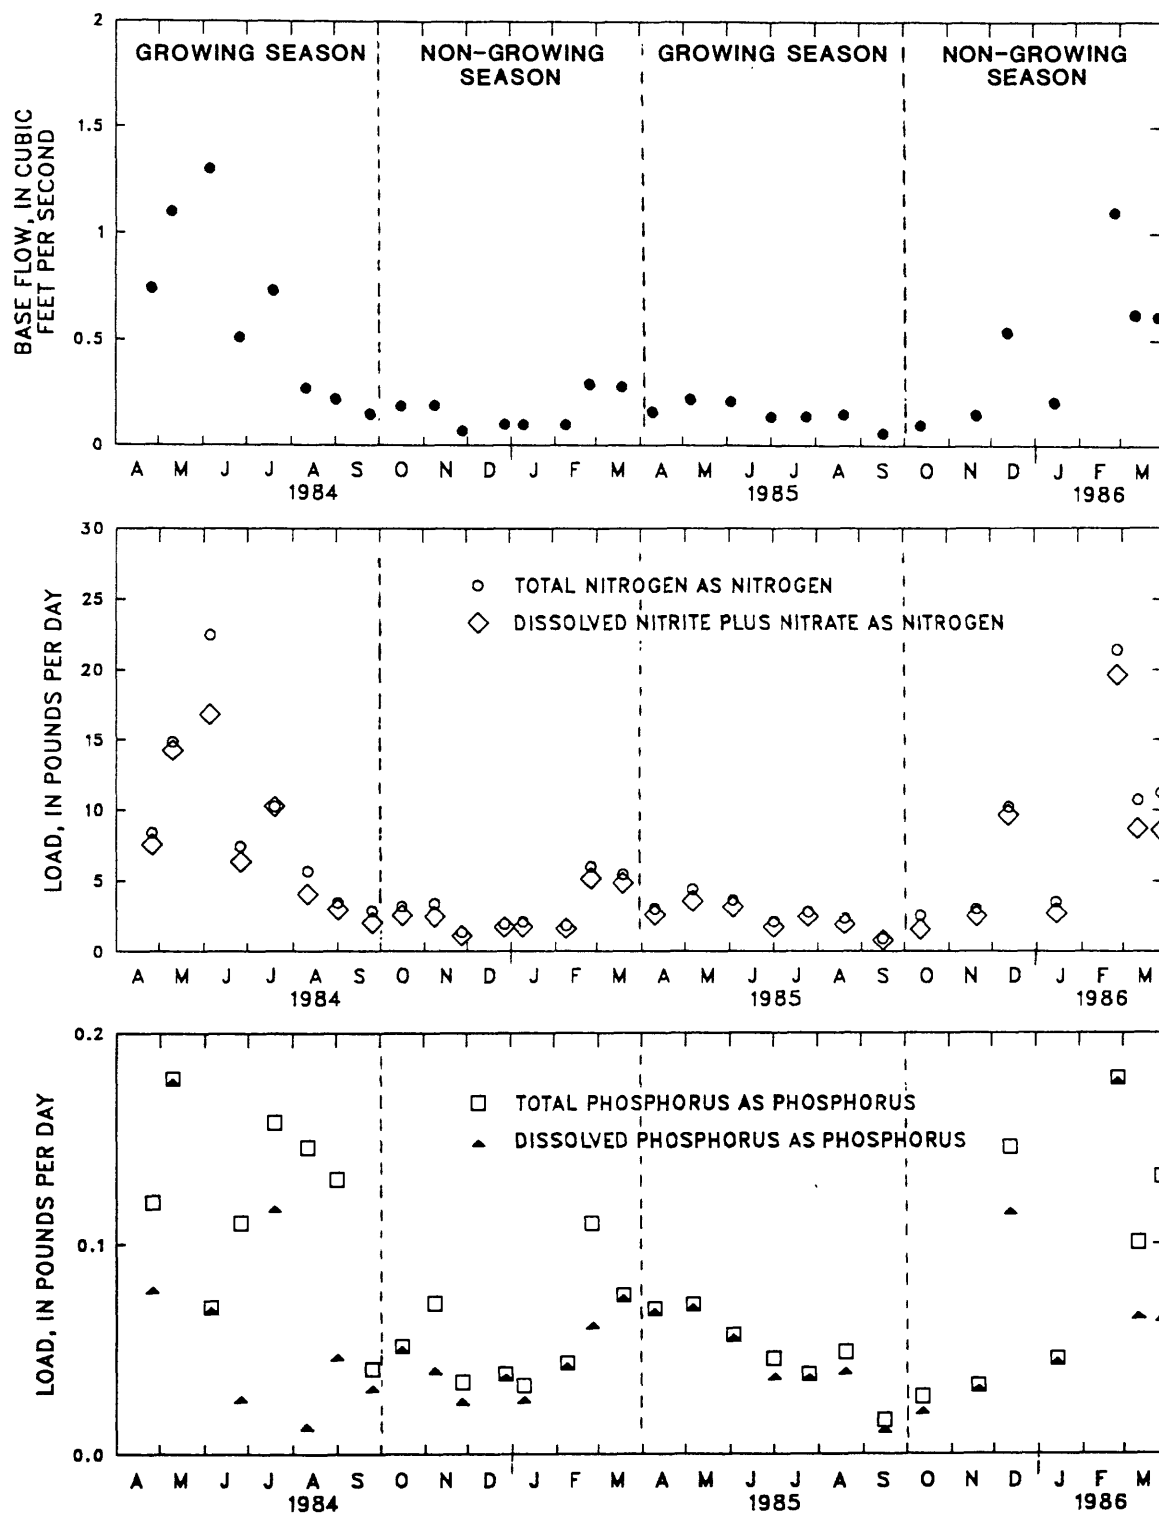 2
GROWING SEASON
NON-GROWING
SEASON
GROWING SEASON
NON-GROWING
SEASON
1.5
1
0.5
0
BASE FLOW, IN CUBIC
FEET PER SECOND
A M J J A S O N D J F M A M J J A S O N D J F M
1984 1985 1986
30
25
20
15
10
5
0
LOAD, IN POUNDS PER DAY
TOTAL NITROGEN AS NITROGEN
DISSOLVED NITRITE PLUS NITRATE AS NITROGEN
A M J J A S O N D J F M A M J J A S O N D J F M
1984 1985 1986
0.2
0.1
0.0
LOAD, IN POUNDS PER DAY
TOTAL PHOSPHORUS AS PHOSPHORUS
DISSOLVED PHOSPHORUS AS PHOSPHORUS
A M J J A S O N D J F M A M J J A S O N D J F M
1984 1985 1986